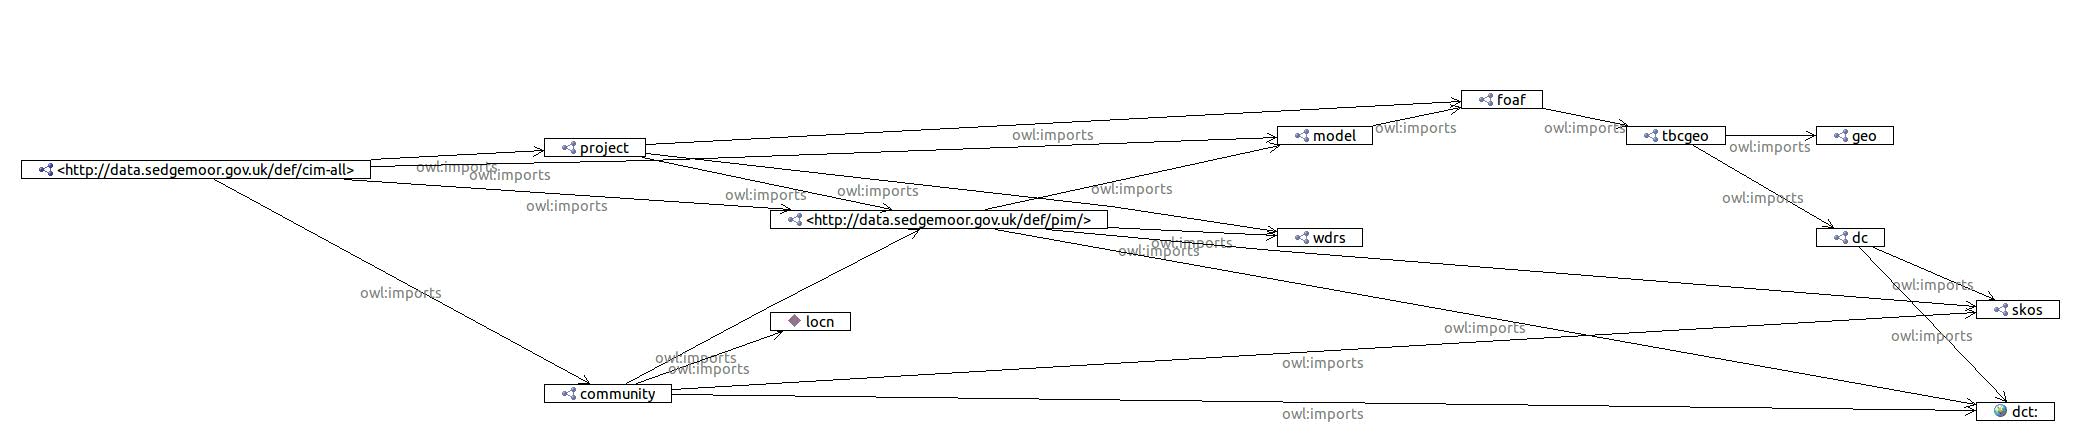 foaf
owl:imports
owl:imports
owl:imports
model
tbcgeo
geo
owl:imports
project
<http://data.sedgemoor.gov.uk/def/cim-all>
owl:imports
owl:imports
owl:imports
owl:imports
owl:imports
owl:imports
owl:imports
<http://data.sedgemoor.gov.uk/def/pim/>
wdrs
dc
owl:imports
owl:imports
owl:imports
owl:imports
skos
locn
owl:imports
owl:imports
owl:imports
owl:imports
owl:imports
community
owl:imports
dct: